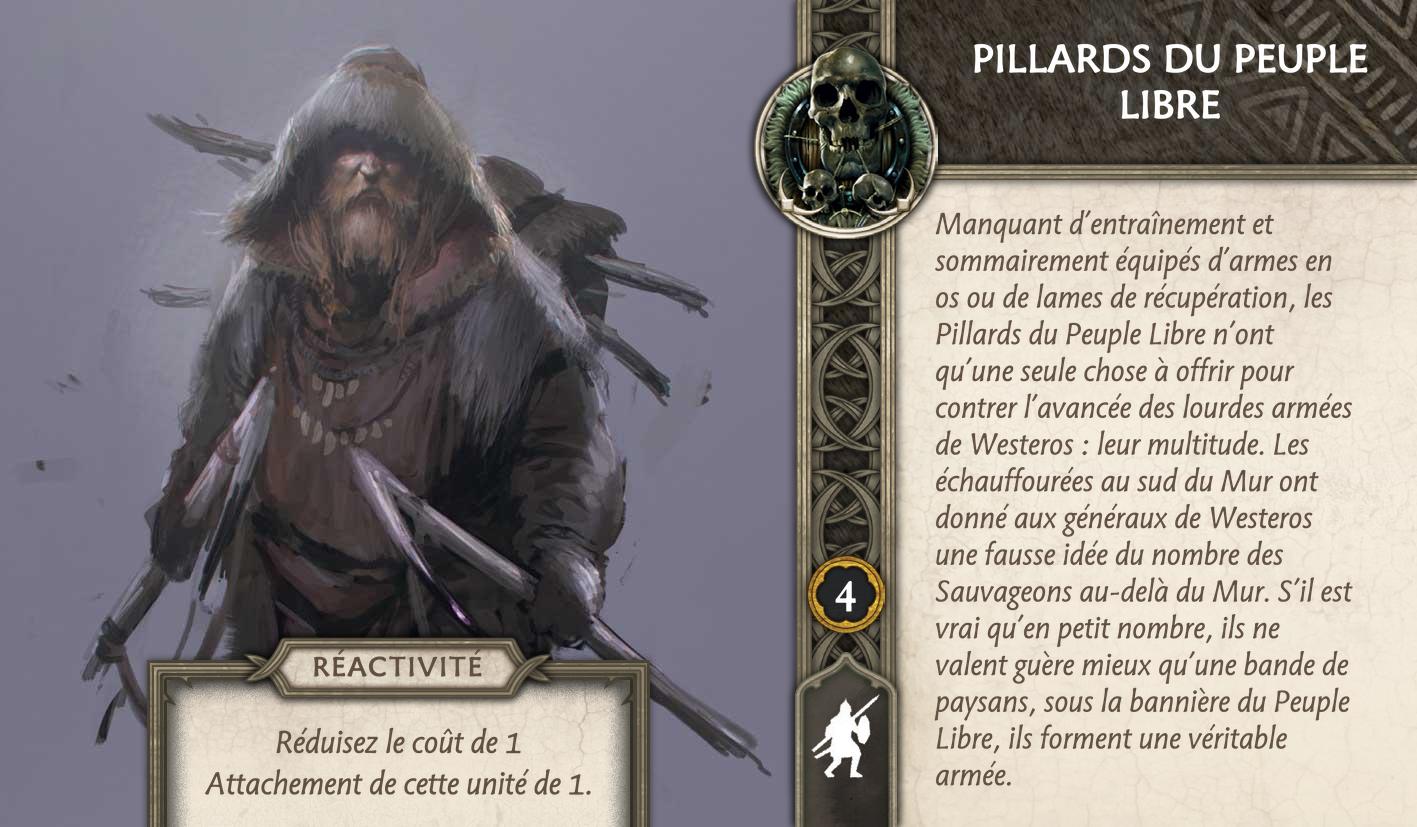 PILLARDS DU PEUPLE
LIBRE
Manquant d'entraînement et
sommairement équipés d'armes en
os ou de lames de récupération, les
Pillards du Peuple Libre n'ont
qu'une seule chose à offrir pour
contrer l'avancée des lourdes armées
de Westeros : leur multitude. Les
échauffourées au sud du Mur ont
donné aux généraux de Westeros
une fausse idée du nombre des
Sauvageons au-delà du Mur. S'il est
vrai qu'en petit nombre, ils ne
valent guère mieux qu'une bande de
paysans, sous la bannière du Peuple
Libre, ils forment une véritable
armée.
4
RÉACTIVITÉ
Réduisez le coût de 1
Attachement de cette unité de 1.